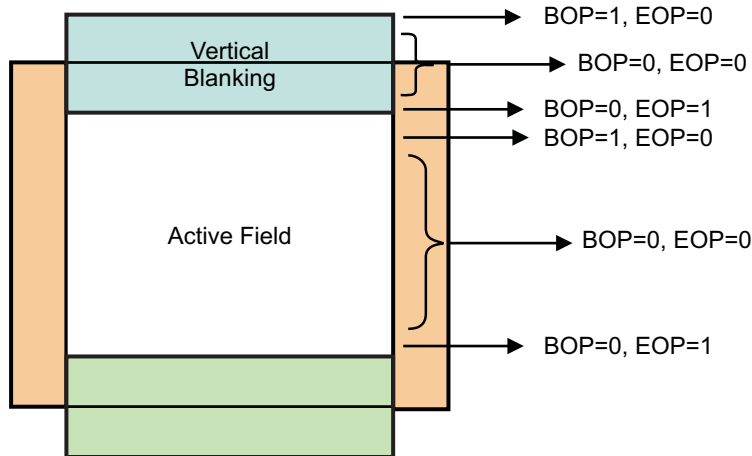 BOP=1, EOP=0
Vertical
Blanking
BOP=0, EOP=0
BOP=0, EOP=1
BOP=1, EOP=0
Active Field
BOP=0, EOP=0
BOP=0, EOP=1